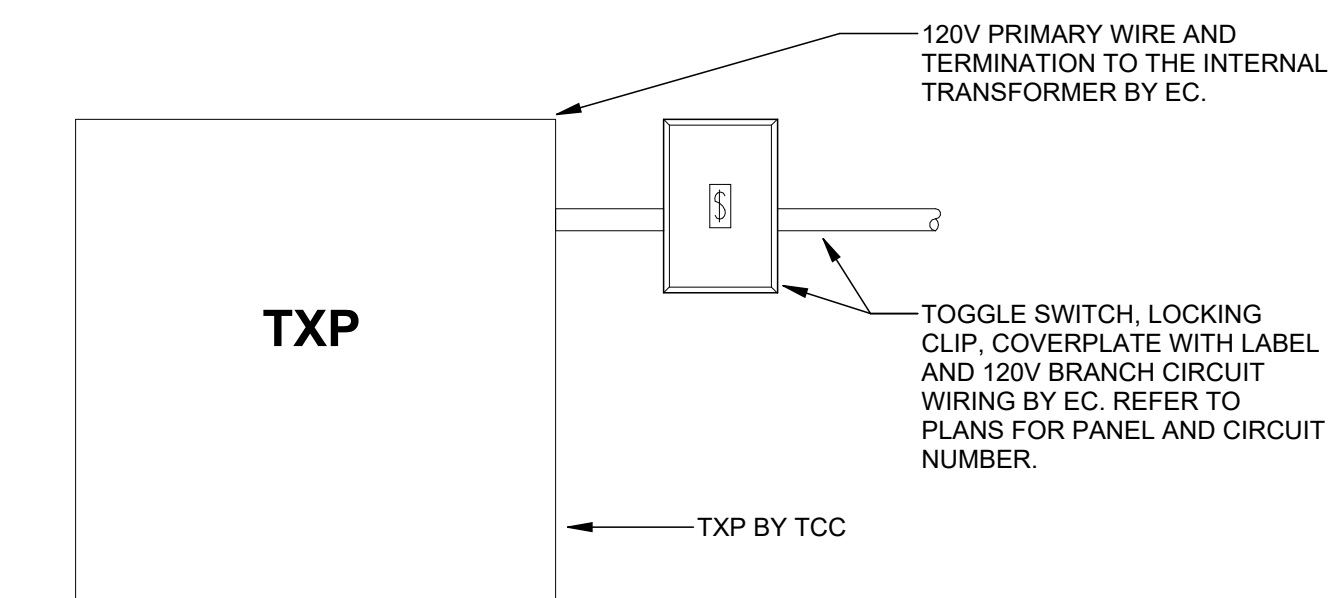 120V PRIMARY WIRE AND
TERMINATION TO THE INTERNAL
TRANSFORMER BY EC.
$
TXP
TOGGLE SWITCH, LOCKING
CLIP, COVERPLATE WITH LABEL
AND 120V BRANCH CIRCUIT
WIRING BY EC. REFER TO
PLANS FOR PANEL AND CIRCUIT
NUMBER.
TXP BY TCC